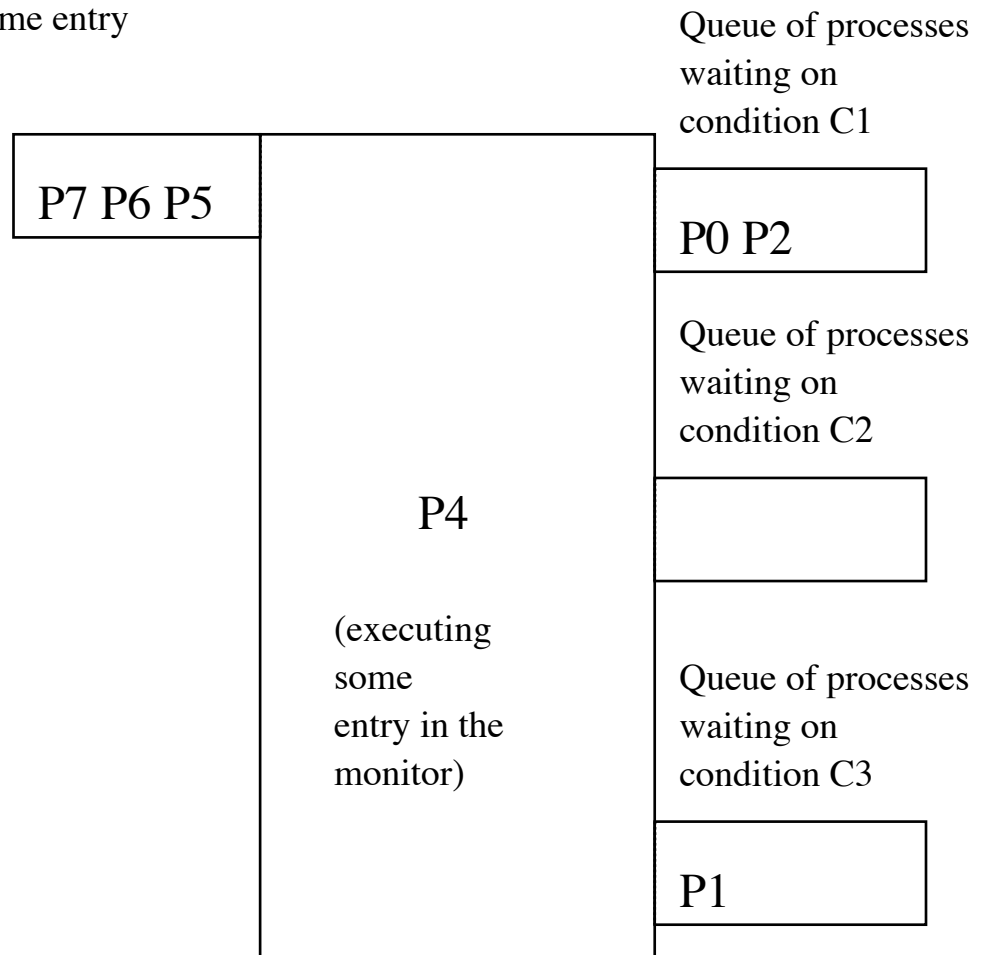 entry
Queue of processes
waiting on
condition C1
P7 P6 P5
P0 P2
Queue of processes
waiting on
condition C2
P4
(executing
some
entry in the
monitor)
Queue of processes
waiting on
condition C3
P1